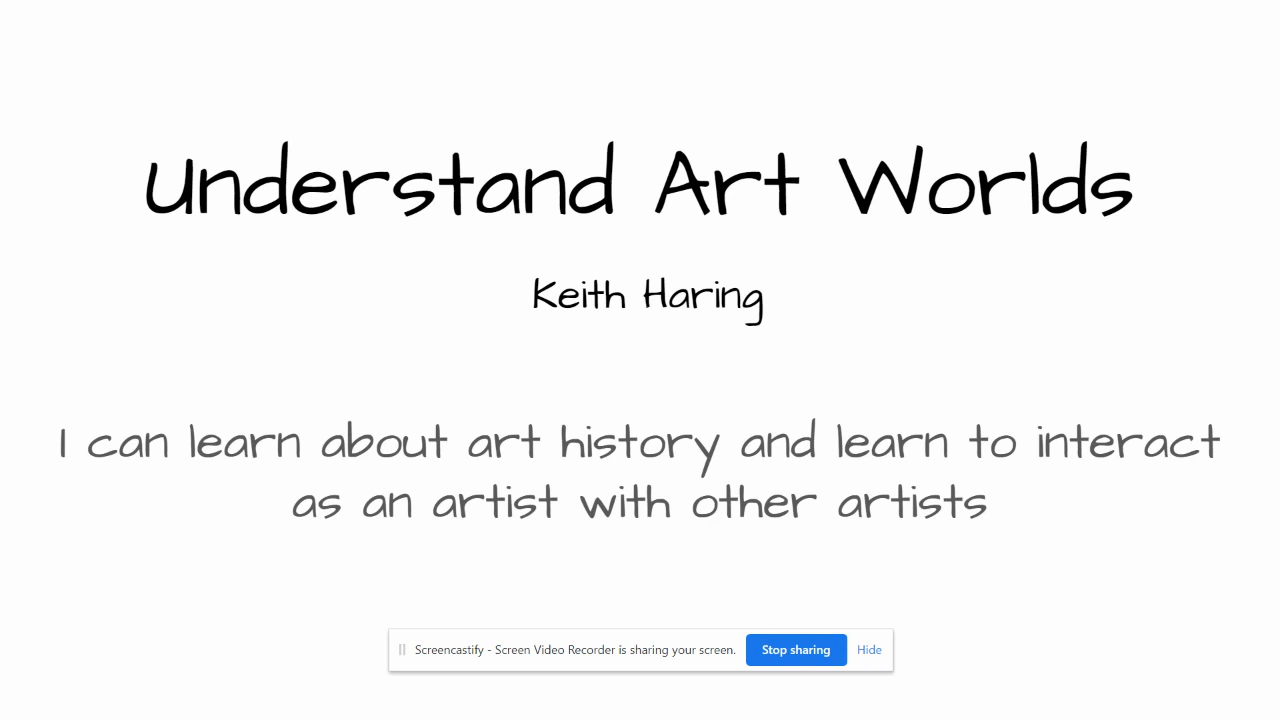 Understand Art Worlds
Keith Haring
I can learn about art history and learn to interact
as an artist with other artists
Screencastify - Screen Video Recorder is sharing your screen. Stop sharing Hide